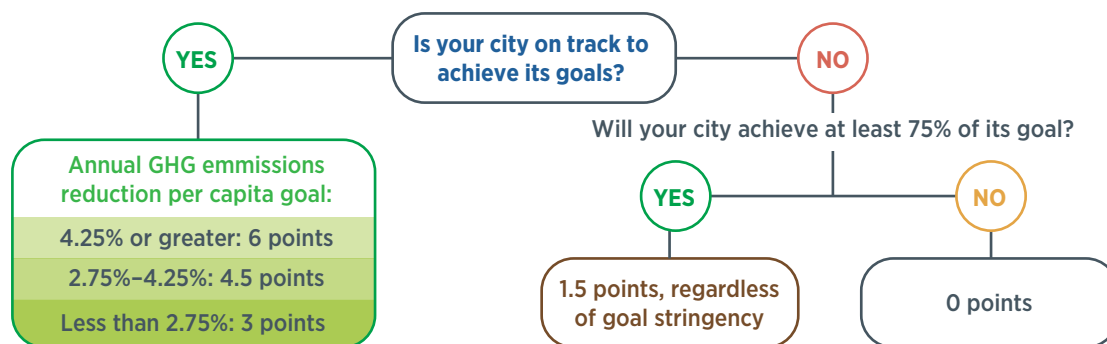 Is your city on track to
achieve its goals?
YES
NO
Annual GHG emmissions
reduction per capita goal:
4.25% or greater: 6 points
2.75%–4.25%: 4.5 points
Less than 2.75%: 3 points
Will your city achieve at least 75% of its goal?
YES
NO
1.5 points, regardless
of goal stringency
0 points